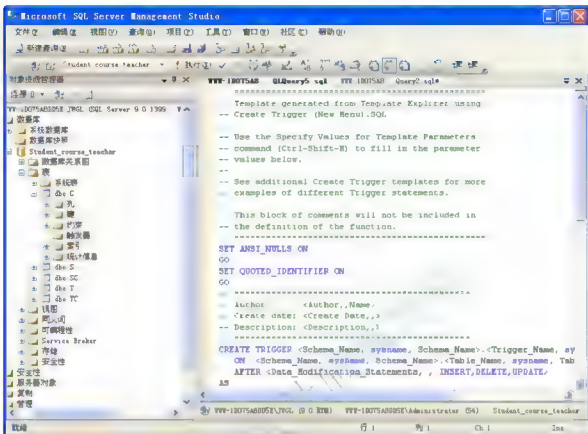 Microsoft SQL Server Management Studio
文件(F) 编辑(E) 视图(V) 查询(Q) 项目(P) 工具(T) 窗口(W) 社区(C) 帮助(H)
新建查询(N)
Student_course_teacher 执行(X)
对象资源管理器
连接(O)
(SQL Server 9.0.1399
数据库
系统数据库
数据库快照
Student_course_teacher
数据库关系图
表
系统表
dbo.C
列
键
约束
触发器
索引
统计信息
dbo.S
dbo.SC
dbo.T
dbo.TC
视图
同义词
可编程性
Service Broker
存储
安全性
安全性
服务器对象
复制
管理
-- ================================================
Template generated from Template Explorer using
-- Create Trigger (New Menu).SQL
--
-- Use the Specify Values for Template Parameters
-- command (Ctrl-Shift-M) to fill in the parameter
-- values below.
--
-- See additional Create Trigger templates for more
-- examples of different Trigger statements.
--
This block of comments will not be included in
-- the definition of the function.
-- ================================================
SET ANSI_NULLS ON
GO
SET QUOTED_IDENTIFIER ON
GO
-- =============================================
-- Author: <Author,,Name>
-- Create date: <Create Date,,>
-- Description: <Description,,>
-- =============================================
CREATE TRIGGER <Schema_Name, sysname, Schema_Name>.<Trigger_Name, sy
ON <Schema_Name, sysname, Schema_Name>.<Table_Name, sysname, Tab
AFTER <Data_Modification_Statements, , INSERT,DELETE,UPDATE>
AS
(9.0 RTM) Administrator (54) Student_course_teacher
就绪 行 1 列 1 Ch 1 Ins